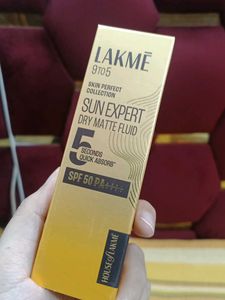 LAKMĒ
9TO5
SKIN PERFECT
COLLECTION
SUN EXPERT
DRY MATTE FLUID
5
SECONDS
QUICK ABSORB
SPF 50 PA++++
HOUSE OF LAKMĒ